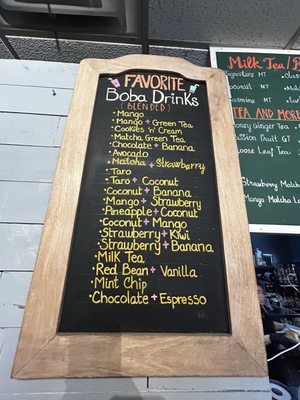 FAVORITE
Boba Drinks
(BLENDED)
• Mango
• Mango + Green Tea
• Cookies 'n' Cream
• Matcha Green Tea
• Chocolate + Banana
• Avocado
• Matcha + Strawberry
• Taro
• Taro + Coconut
• Coconut + Banana
• Mango + Strawberry
• Pineapple + Coconut
• Coconut + Mango
• Strawberry + Kiwi
• Strawberry + Banana
• Milk Tea
• Red Bean + Vanilla
• Mint Chip
• Chocolate + Espresso
Milk Tea
Signature MT
Coconut MT
Jasmine MT
TEA AND MORE
Honey Ginger Tea
Passion Fruit GT
Loose Leaf Tea
Strawberry Matcha
Mango Matcha